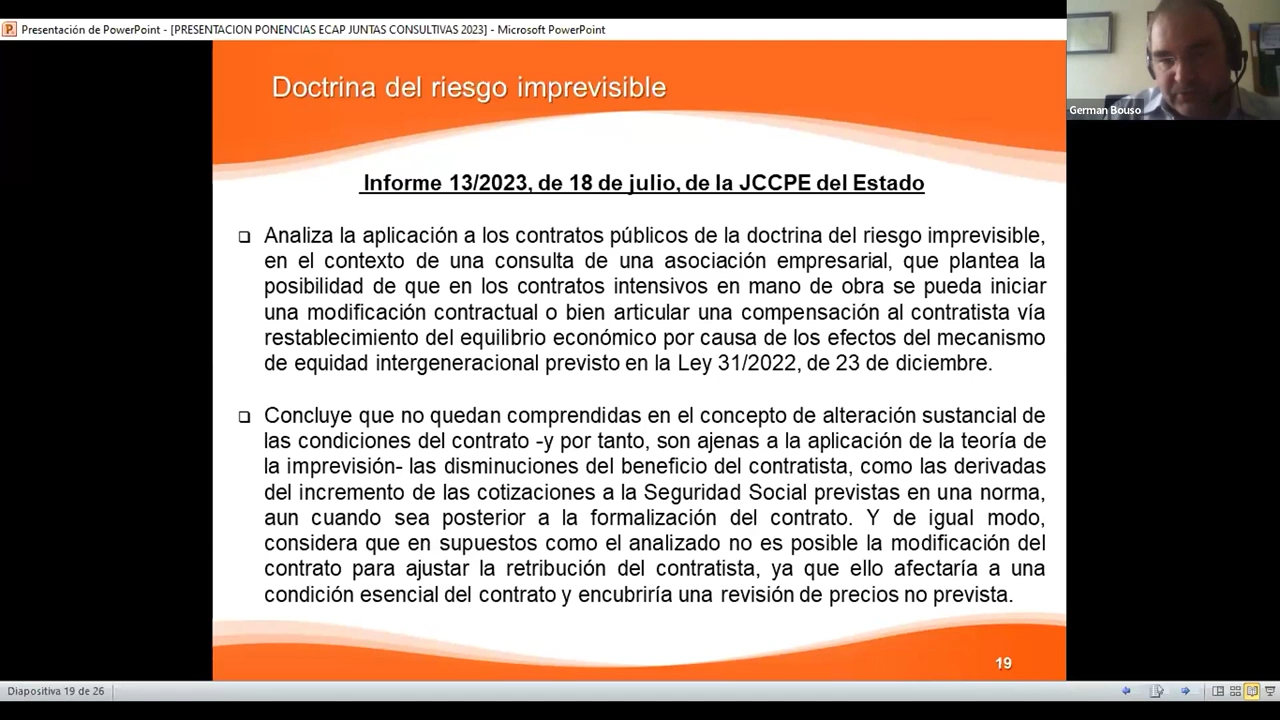 Presentación de PowerPoint - [PRESENTACION PONENCIAS ECAP JUNTAS CONSULTIVAS 2023] - Microsoft PowerPoint
German Bouso
Doctrina del riesgo imprevisible
Informe 13/2023, de 18 de julio, de la JCCPE del Estado
Analiza la aplicación a los contratos públicos de la doctrina del riesgo imprevisible,
en el contexto de una consulta de una asociación empresarial, que plantea la
posibilidad de que en los contratos intensivos en mano de obra se pueda iniciar
una modificación contractual o bien articular una compensación al contratista vía
restablecimiento del equilibrio económico por causa de los efectos del mecanismo
de equidad intergeneracional previsto en la Ley 31/2022, de 23 de diciembre.
Concluye que no quedan comprendidas en el concepto de alteración sustancial de
las condiciones del contrato -y por tanto, son ajenas a la aplicación de la teoría de
la imprevisión- las disminuciones del beneficio del contratista, como las derivadas
del incremento de las cotizaciones a la Seguridad Social previstas en una norma,
aun cuando sea posterior a la formalización del contrato. Y de igual modo,
considera que en supuestos como el analizado no es posible la modificación del
contrato para ajustar la retribución del contratista, ya que ello afectaría a una
condición esencial del contrato y encubriría una revisión de precios no prevista.
19
Diapositiva 19 de 26